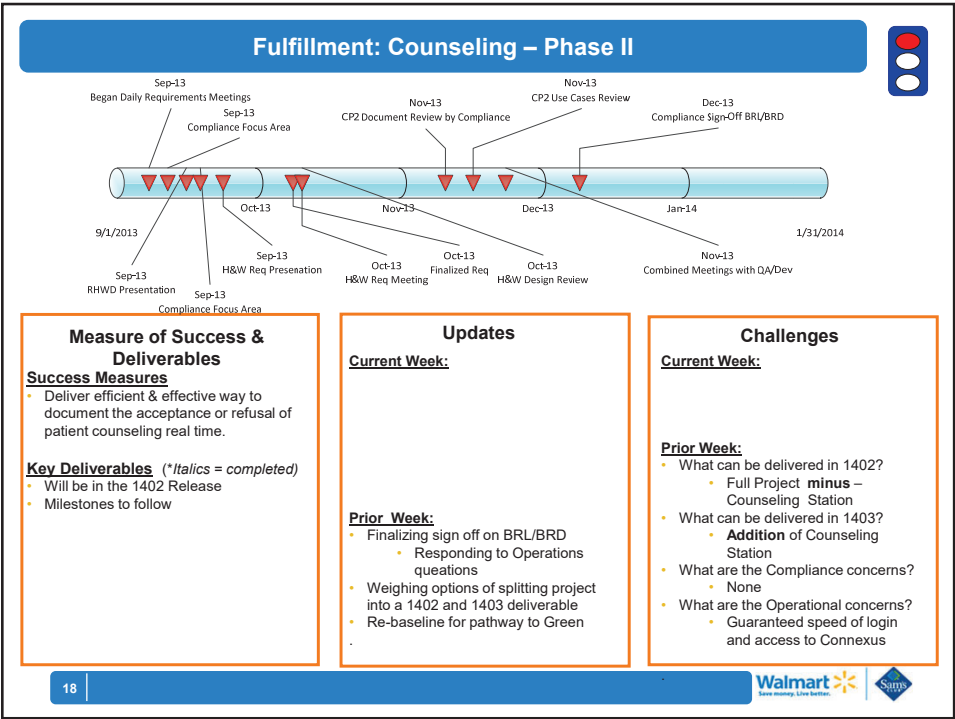 Fulfillment: Counseling – Phase II
Sep-13
Began Daily Requirements Meetings
Sep-13
Compliance Focus Area
Nov-13
CP2 Document Review by Compliance
Nov-13
CP2 Use Cases Review
Dec-13
Compliance Sign-Off BRL/BRD
Oct-13
Nov-13
Dec-13
Jan-14
9/1/2013
1/31/2014
Sep-13
RHWD Presentation
Sep-13
Compliance Focus Area
Sep-13
H&W Req Presenation
Oct-13
H&W Req Meeting
Oct-13
Finalized Req
Oct-13
H&W Design Review
Nov-13
Combined Meetings with QA/Dev
Measure of Success &
Deliverables
Success Measures
• Deliver efficient & effective way to
document the acceptance or refusal of
patient counseling real time.
Key Deliverables (*Italics = completed)
• Will be in the 1402 Release
• Milestones to follow
Updates
Current Week:
Prior Week:
• Finalizing sign off on BRL/BRD
• Responding to Operations
queations
• Weighing options of splitting project
into a 1402 and 1403 deliverable
• Re-baseline for pathway to Green
.
Challenges
Current Week:
Prior Week:
• What can be delivered in 1402?
• Full Project minus –
Counseling Station
• What can be delivered in 1403?
• Addition of Counseling
Station
• What are the Compliance concerns?
• None
• What are the Operational concerns?
• Guaranteed speed of login
and access to Connexus
.
18
Walmart
Save money. Live better.
Sam's
CLUB